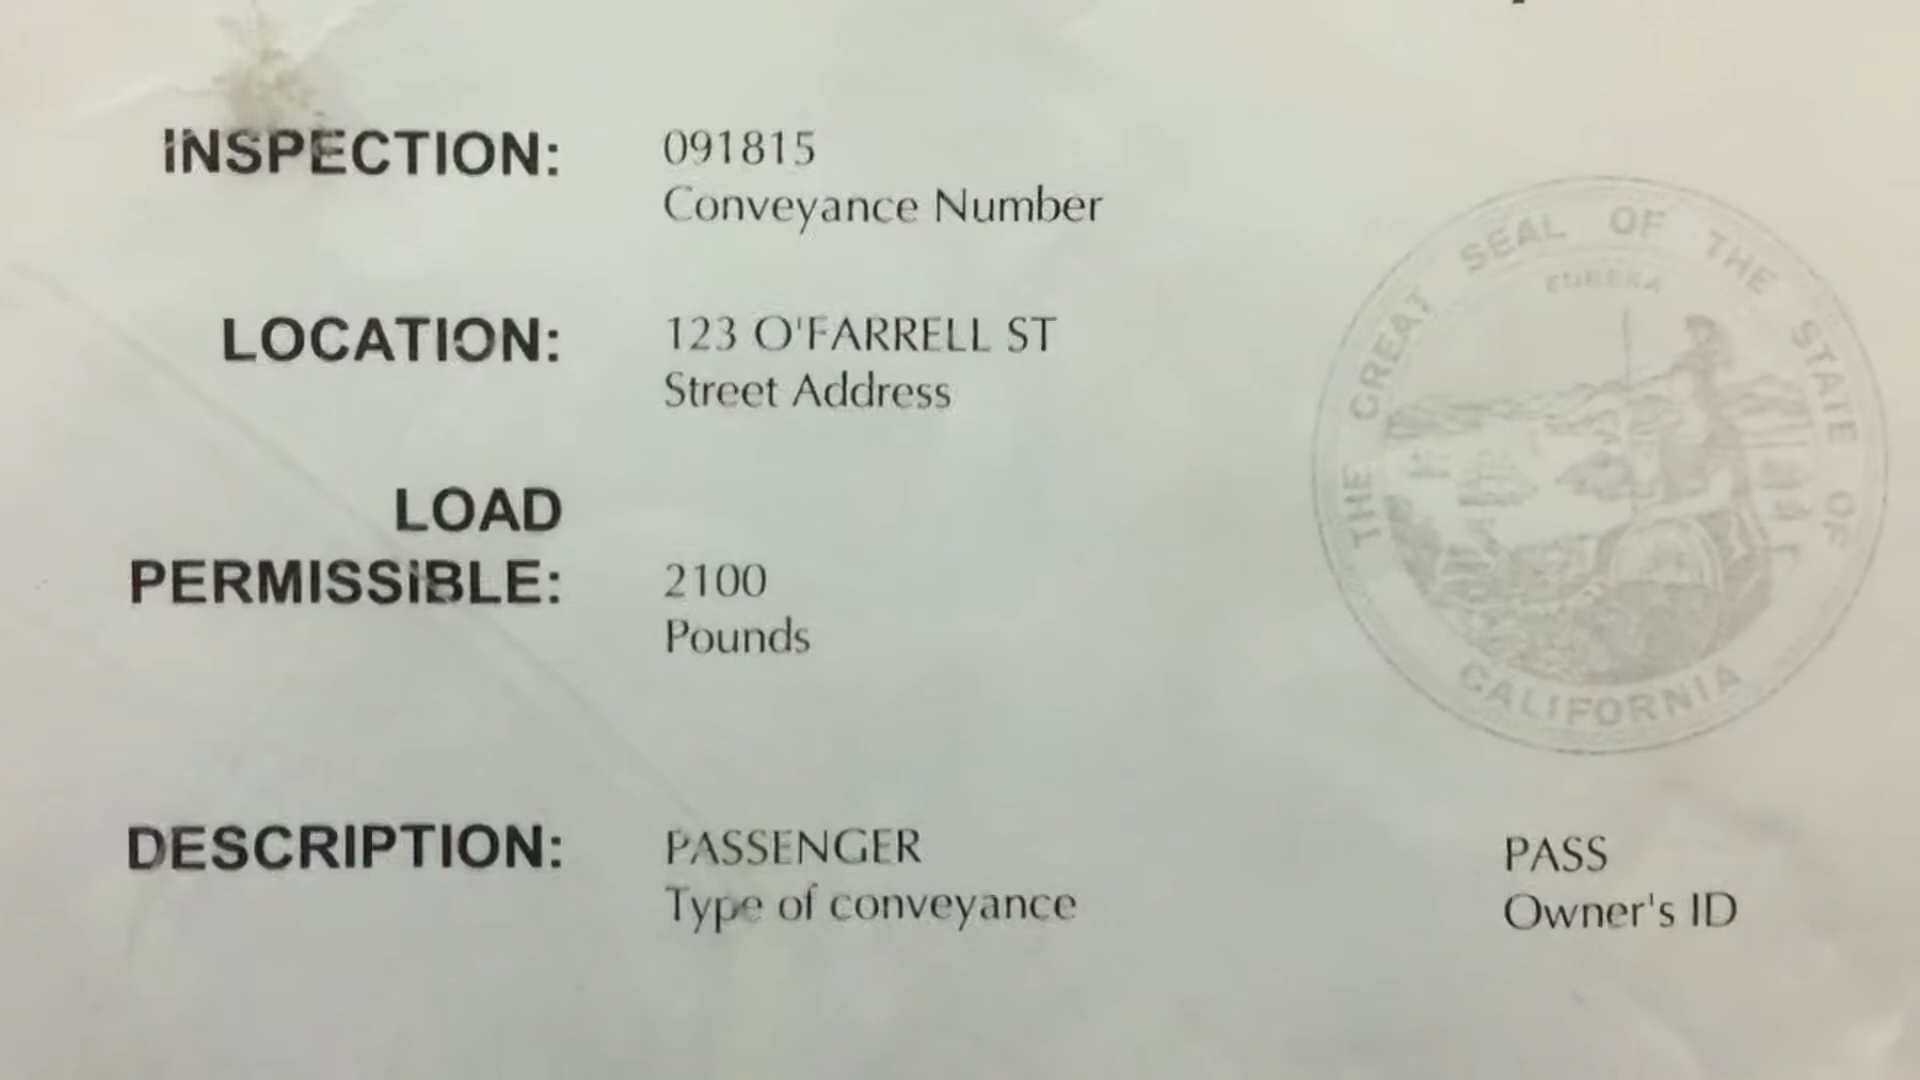 INSPECTION: 091815
Conveyance Number
LOCATION: 123 O'FARRELL ST
Street Address
LOAD
PERMISSIBLE: 2100
Pounds
DESCRIPTION: PASSENGER PASS
Type of conveyance Owner's ID
THE GREAT SEAL OF THE STATE OF CALIFORNIA
EUREKA